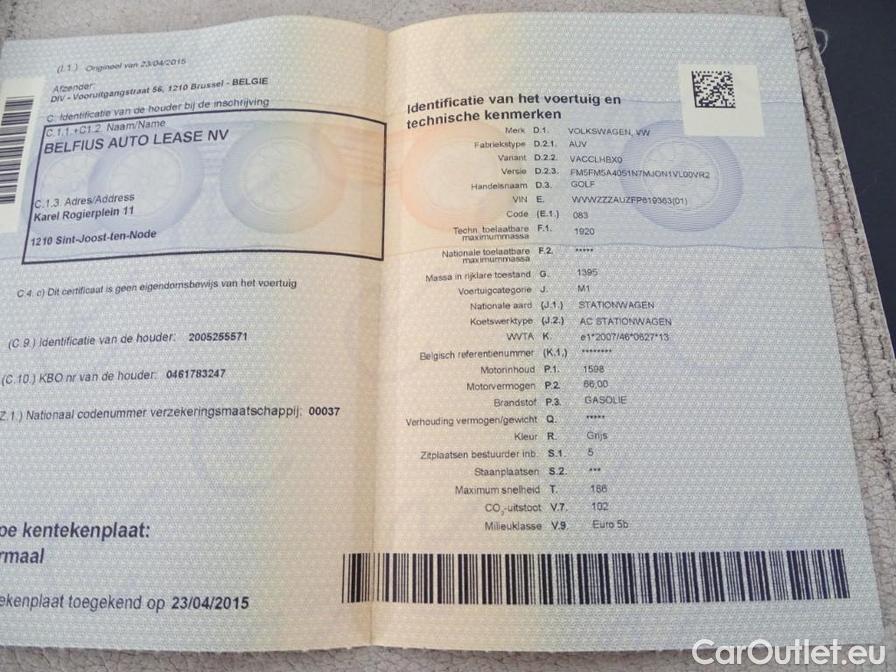 (I.1.) Origineel van 23/04/2015
Afzender:
DIV - Vooruitgangstraat 56, 1210 Brussel - BELGIE
C. Identificatie van de houder bij de inschrijving
C.1.1.+C1.2. Naam/Name
BELFIUS AUTO LEASE NV
C.1.3. Adres/Address
Karel Rogierplein 11
1210 Sint-Joost-ten-Node
C.4. c) Dit certificaat is geen eigendomsbewijs van het voertuig
(C.9.) Identificatie van de houder: 2005255571
(C.10.) KBO nr van de houder: 0461783247
Z.1.) Nationaal codenummer verzekeringsmaatschappij: 00037
pe kentekenplaat:
rmaal
ekenplaat toegekend op 23/04/2015
Identificatie van het voertuig en
technische kenmerken
Merk D.1. VOLKSWAGEN, VW
Fabriekstype D.2.1. AUV
Variant D.2.2. VACCLHBX0
Versie D.2.3. FM5FM5A4051N7MJON1VL00VR2
Handelsnaam D.3. GOLF
VIN E. WVWZZZAUZFP619363(01)
Code (E.1.) 083
Techn. toelaatbare F.1. 1920
maximummassa
Nationale toelaatbare F.2. *****
maximummassa
Massa in rijklare toestand G. 1395
Voertuigcategorie J. M1
Nationale aard (J.1.) STATIONWAGEN
Koetswerktype (J.2.) AC STATIONWAGEN
WVTA K. e1*2007/46*0627*13
Belgisch referentienummer (K.1.) ********
Motorinhoud P.1. 1598
Motorvermogen P.2. 66,00
Brandstof P.3. GASOLIE
Verhouding vermogen/gewicht Q. *****
Kleur R. Grijs
Zitplaatsen bestuurder inb. S.1. 5
Staanplaatsen S.2. ***
Maximum snelheid T. 186
CO2-uitstoot V.7. 102
Milieuklasse V.9. Euro 5b
CarOutlet.eu